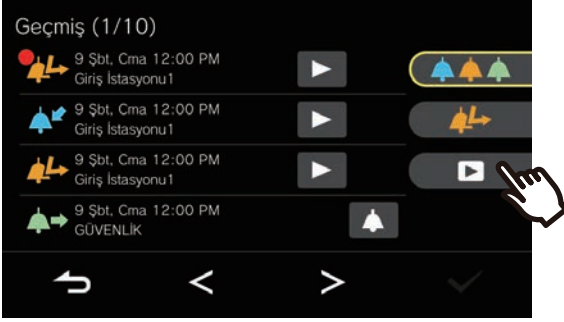 Geçmiş (1/10)
9 Şbt, Cma 12:00 PM
Giriş İstasyonu1
9 Şbt, Cma 12:00 PM
Giriş İstasyonu1
9 Şbt, Cma 12:00 PM
Giriş İstasyonu1
9 Şbt, Cma 12:00 PM
GÜVENLİK